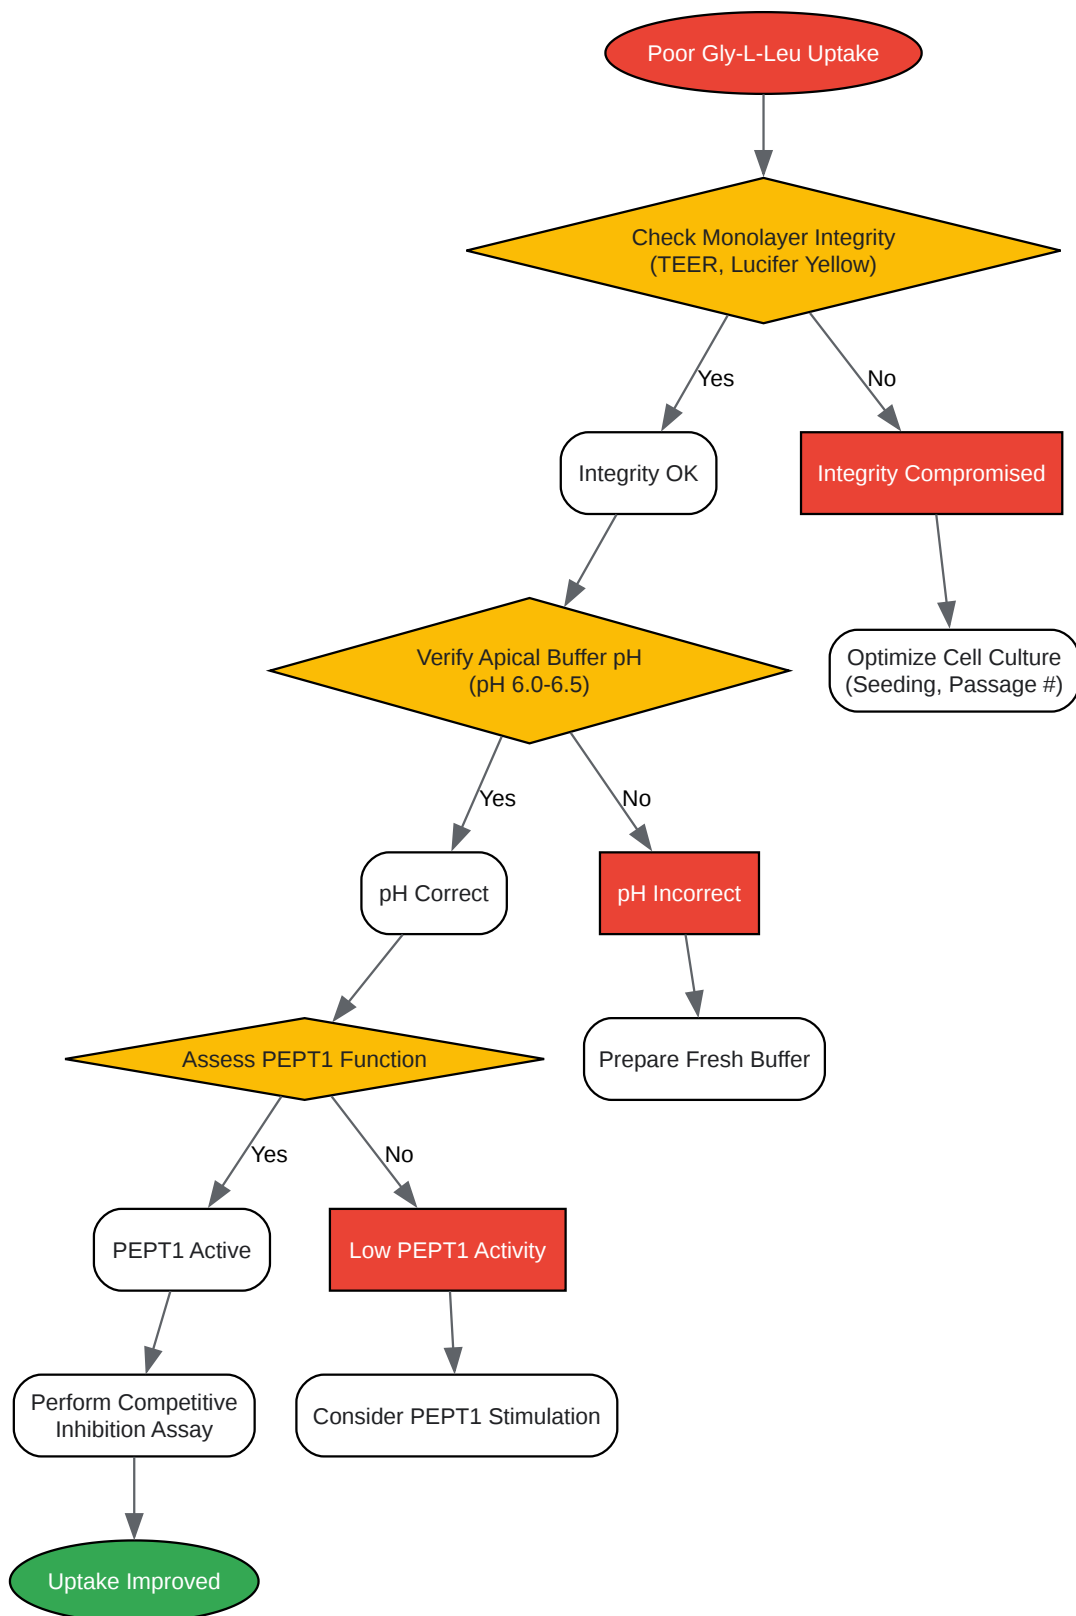 Poor Gly-L-Leu Uptake
Check Monolayer Integrity
(TEER, Lucifer Yellow)
Yes
No
Integrity OK
Integrity Compromised
Verify Apical Buffer pH
(pH 6.0-6.5)
Optimize Cell Culture
(Seeding, Passage #)
Yes
No
pH Correct
pH Incorrect
Assess PEPT1 Function
Prepare Fresh Buffer
Yes
No
PEPT1 Active
Low PEPT1 Activity
Perform Competitive
Inhibition Assay
Consider PEPT1 Stimulation
Uptake Improved